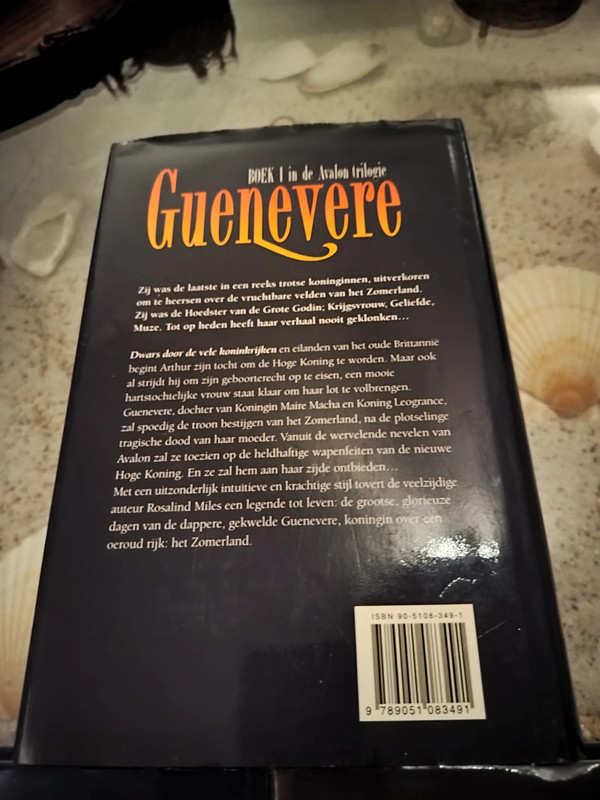 BOEK I in de Avalon trilogie
Guenevere
Zij was de laatste in een reeks trotse koninginnen, uitverkoren
om te heersen over de vruchtbare velden van het Zomerland.
Zij was de Hoedster van de Grote Godin; Krijgsvrouw, Geliefde,
Muze. Tot op heden heeft haar verhaal nooit geklonken...
Dwars door de vele koninkrijken en eilanden van het oude Brittannië
begint Arthur zijn tocht om de Hoge Koning te worden. Maar ook
al strijdt hij om zijn geboorterecht op te eisen, een mooie
hartstochtelijke vrouw staat klaar om haar lot te volbrengen.
Guenevere, dochter van Koningin Maire Macha en Koning Leogrance,
zal spoedig de troon bestijgen van het Zomerland, na de plotselinge
tragische dood van haar moeder. Vanuit de wervelende nevelen van
Avalon zal ze toezien op de heldhaftige wapenfeiten van de nieuwe
Hoge Koning. En ze zal hem aan haar zijde ontbieden...
Met een uitzonderlijk intuïtieve en krachtige stijl tovert de veelzijdige
auteur Rosalind Miles een legende tot leven: de grootse, glorieuze
dagen van de dappere, gekwelde Guenevere, koningin over een
oeroud rijk: het Zomerland.
ISBN 90-5108-349-1
9 789051 083491